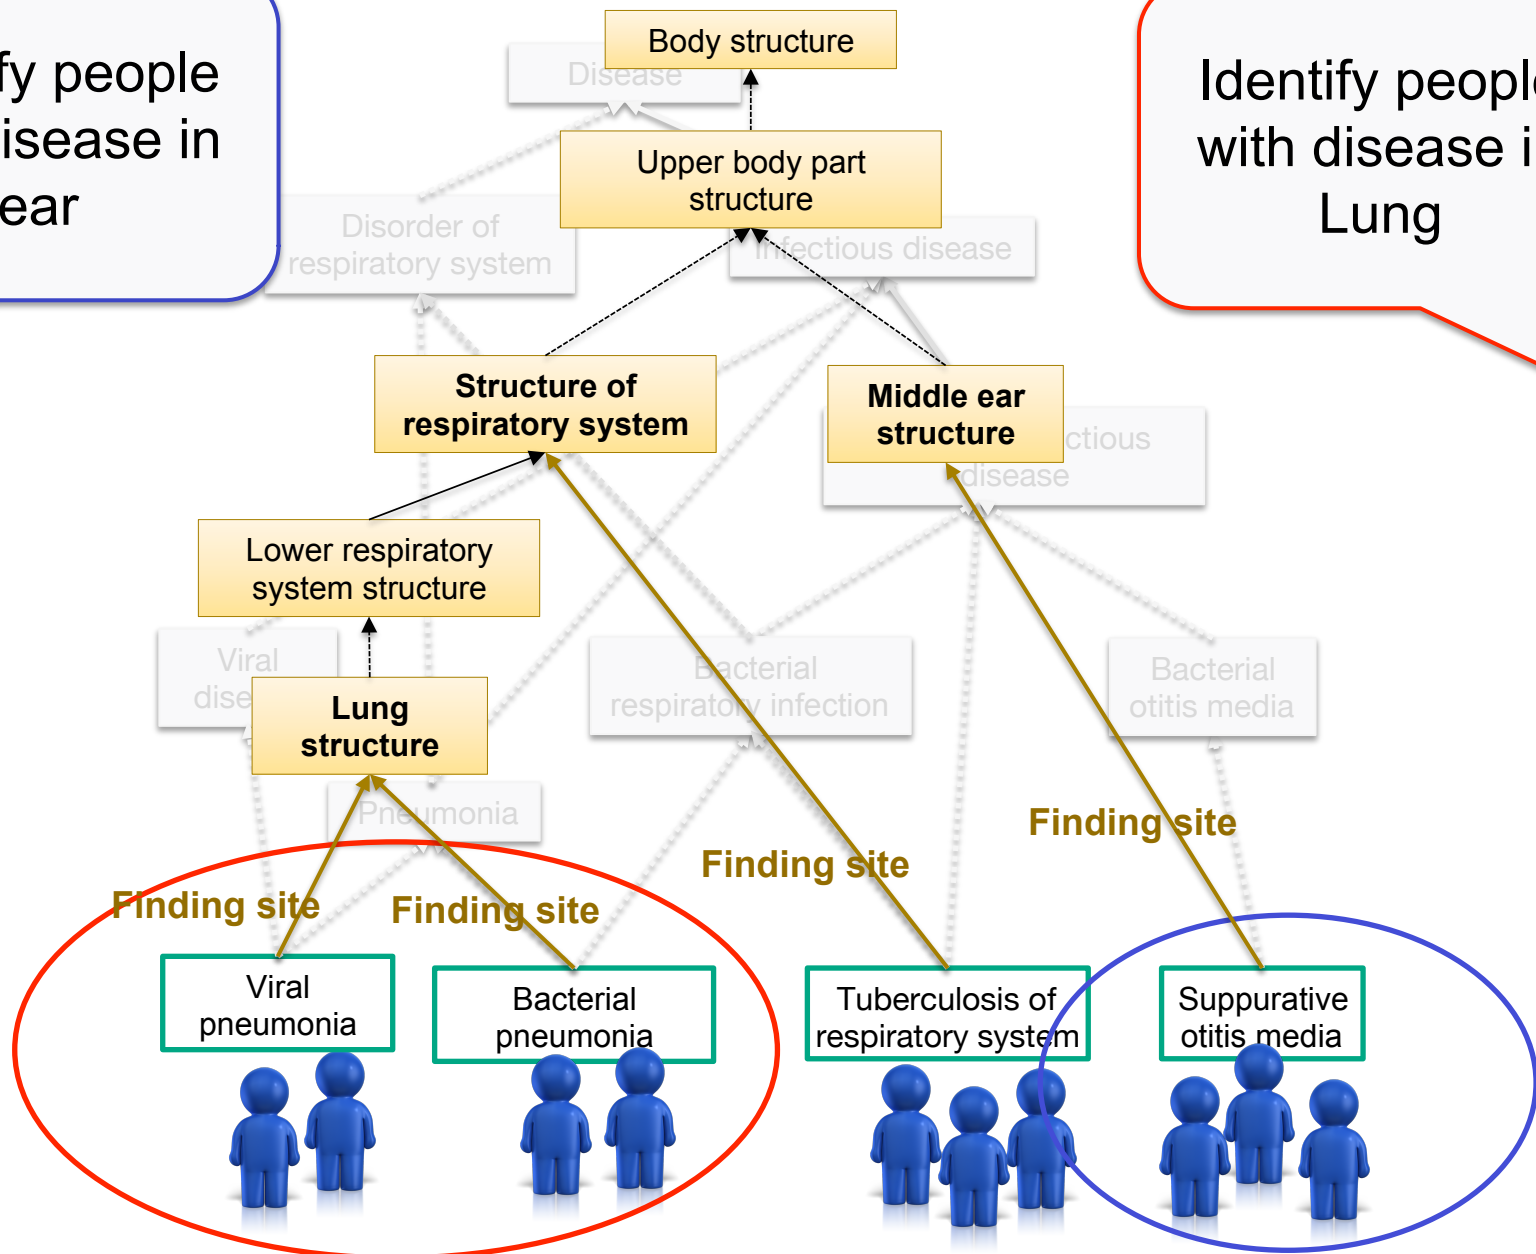 fy people
isease in
ear
Body structure
Disease
Identify people
with disease i
Lung
Upper body part
structure
Disorder of
respiratory system
Infectious disease
Structure of
respiratory system
Middle ear
structure
ctious
disease
Lower respiratory
system structure
Viral
dise
Lung
structure
Bacterial
respiratory infection
Bacterial
otitis media
Pneumonia
Finding site
Finding site
Finding site
Finding site
Viral
pneumonia
Bacterial
pneumonia
Tuberculosis of
respiratory system
Suppurative
otitis media